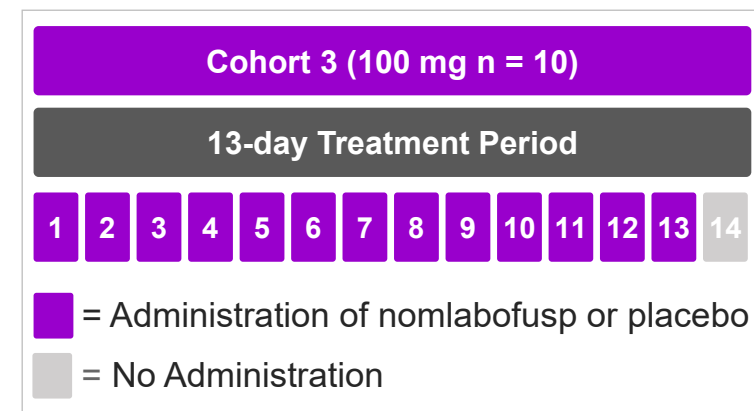 Cohort 3 (100 mg n = 10)
13-day Treatment Period
1 2 3 4 5 6 7 8 9 10 11 12 13 14
= Administration of nomlabofusp or placebo
= No Administration